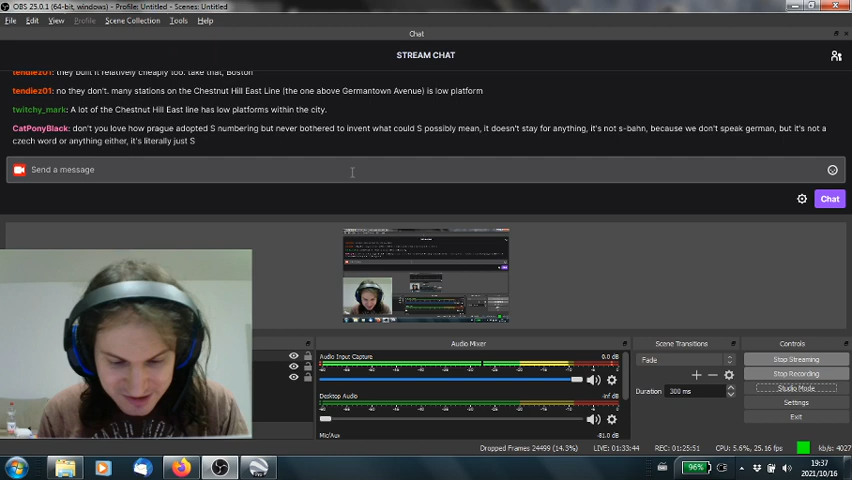 OBS 25.0.1 (64-bit, windows) - Profile: Untitled - Scenes: Untitled
File Edit View Profile Scene Collection Tools Help
Chat
STREAM CHAT
tendiez01: they built it relatively cheaply too. take that, Boston
tendiez01: no they don't. many stations on the Chestnut Hill East Line (the one above Germantown Avenue) is low platform
twitchy_mark: A lot of the Chestnut Hill East line has low platforms within the city.
CatPonyBlack: don't you love how prague adopted S numbering but never bothered to invent what could S possibly mean, it doesn't stay for anything, it's not s-bahn, because we don't speak german, but it's not a
czech word or anything either, it's literally just S
Send a message
Chat
Audio Mixer
Scene Transitions
Controls
Audio Input Capture 0.0 dB
Fade
Stop Streaming
Stop Recording
Duration 300 ms
Studio Mode
Desktop Audio -inf dB
Settings
Exit
Mic/Aux -81.0 dB
Dropped Frames 24499 (14.3%) LIVE: 01:33:44 REC: 01:25:51 CPU: 5.6%, 25.16 fps kb/s: 4027
96%
19:37
2021/10/16